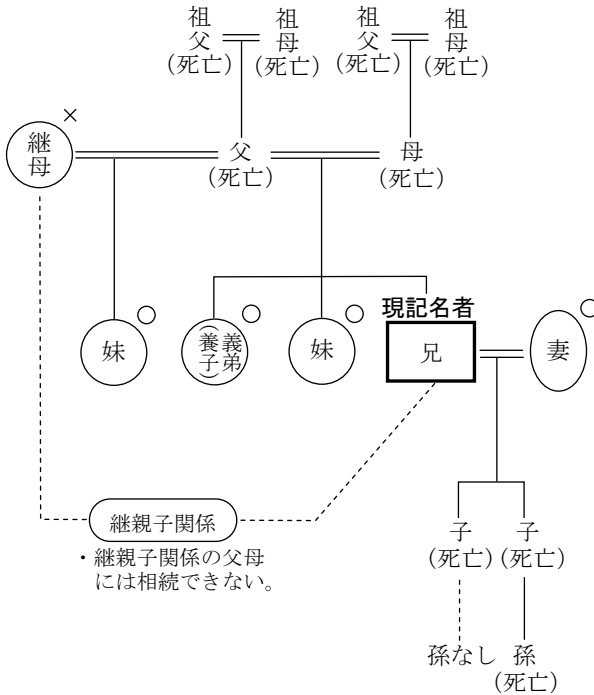 祖父 祖母 祖父 祖母
(死亡) (死亡) (死亡) (死亡)
×
継母 父 母
(死亡) (死亡)
○ ○ ○ 現記名者 ○
妹 義弟(養子) 妹 兄 妻
継親子関係
・継親子関係の父母
には相続できない。
子 子
(死亡) (死亡)
孫なし 孫
(死亡)